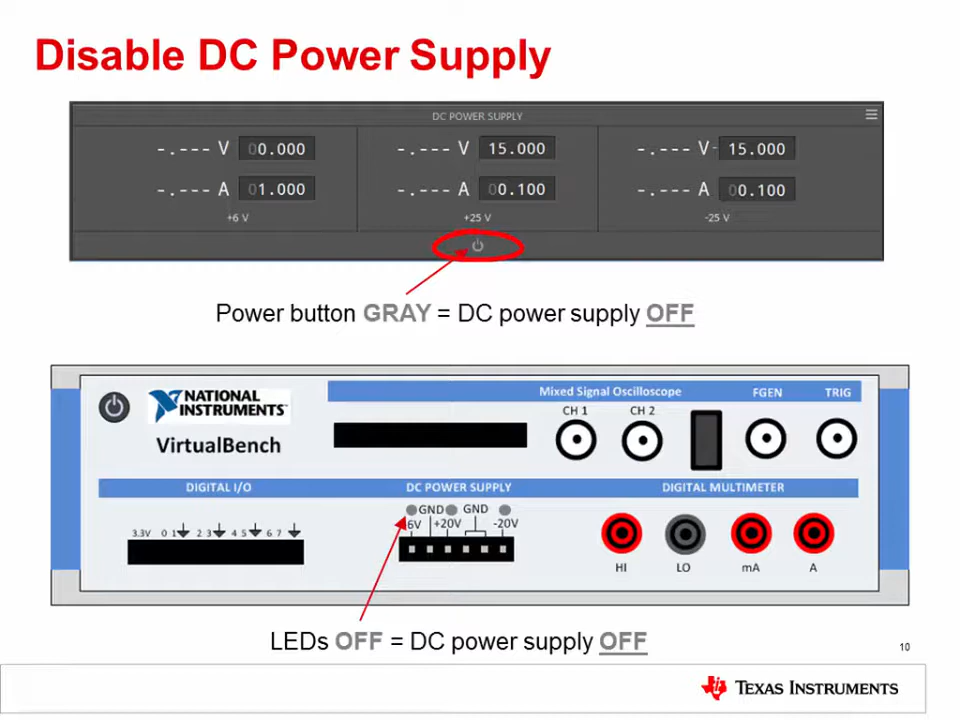 Disable DC Power Supply
DC POWER SUPPLY
-.--- V 00.000 -.--- V 15.000 -.--- V -15.000
-.--- A 01.000 -.--- A 00.100 -.--- A 00.100
+6 V +25 V -25 V
Power button GRAY = DC power supply OFF
NATIONAL INSTRUMENTS
VirtualBench
Mixed Signal Oscilloscope FGEN TRIG
CH 1 CH 2
DIGITAL I/O DC POWER SUPPLY DIGITAL MULTIMETER
GND GND
6V +20V -20V
3.3V 0 1 2 3 4 5 6 7
HI LO mA A
LEDs OFF = DC power supply OFF
10
TEXAS INSTRUMENTS